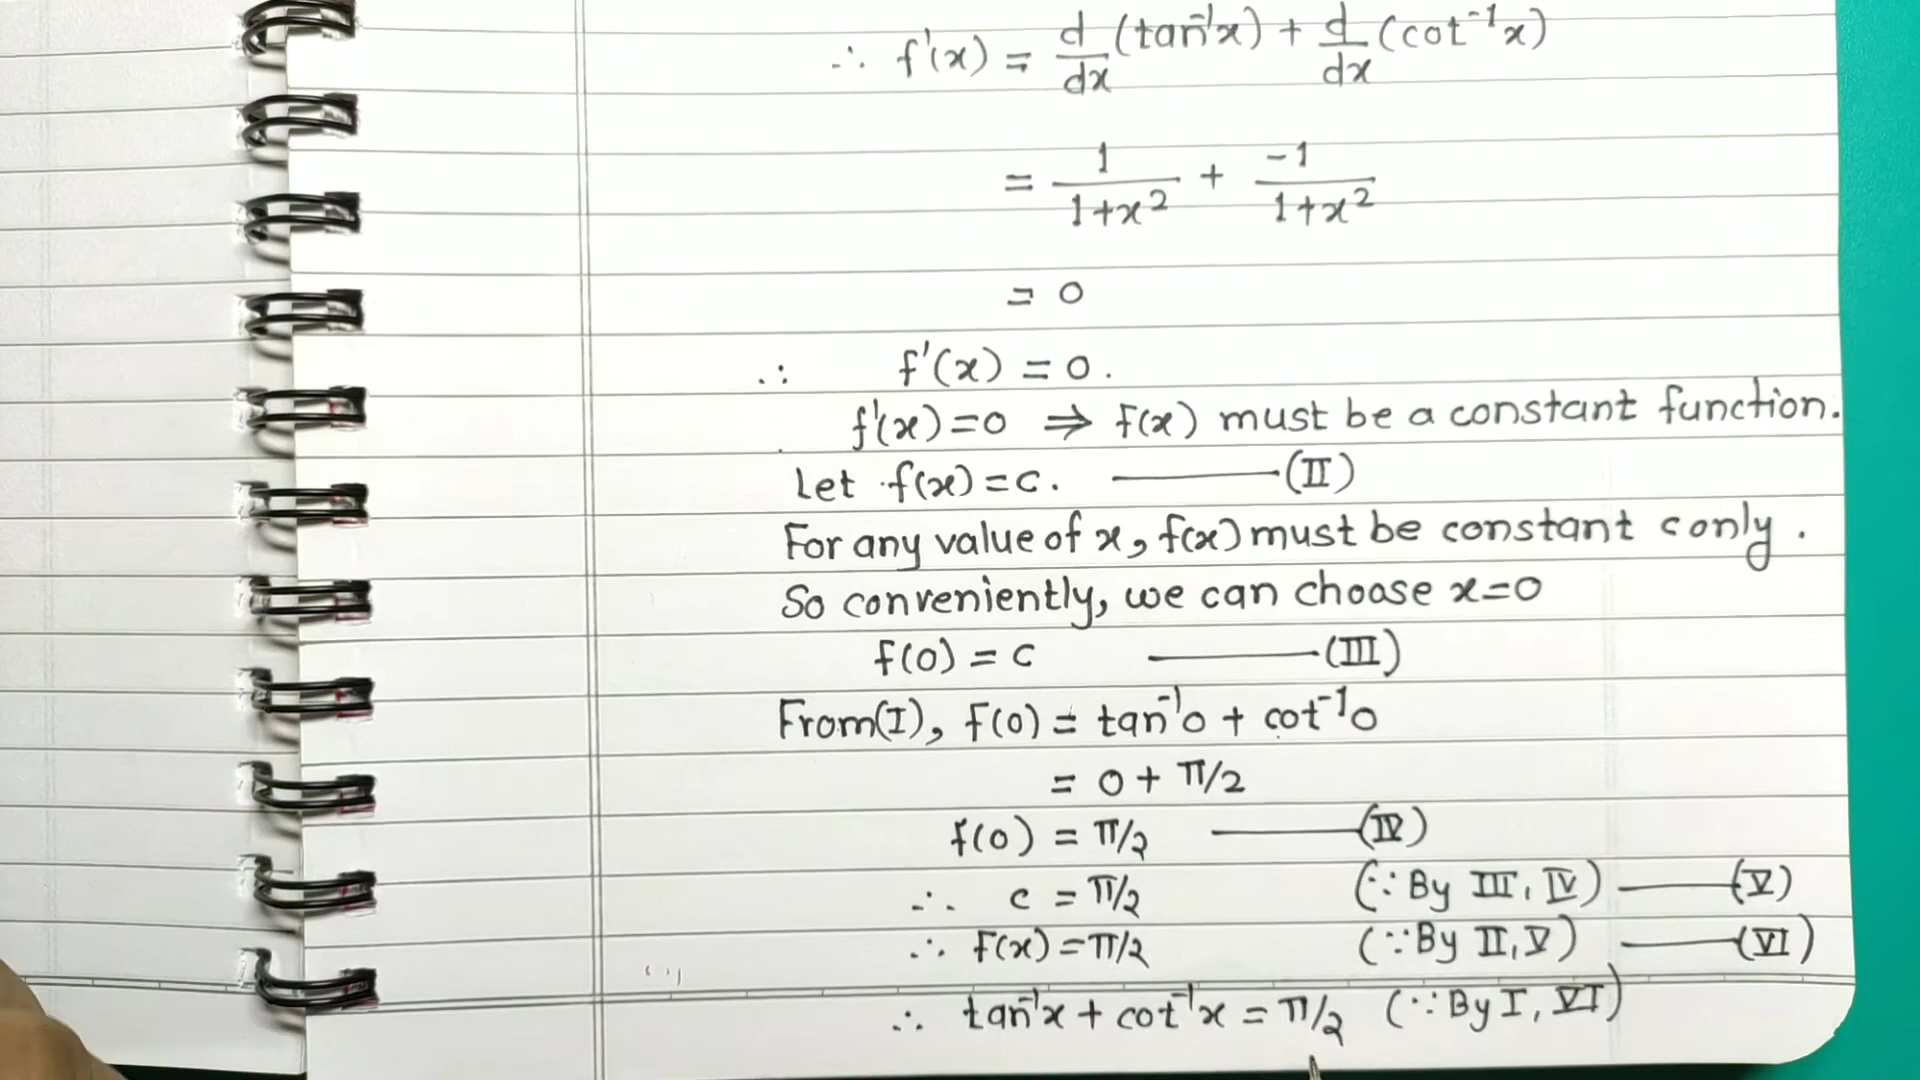 ∴ f'(x) = d/dx (tan⁻¹x) + d/dx (cot⁻¹x)
= 1/(1+x²) + -1/(1+x²)
= 0
∴ f'(x) = 0.
f'(x) = 0 ⇒ f(x) must be a constant function.
Let f(x) = c. ——— (II)
For any value of x, f(x) must be constant c only.
So conveniently, we can choose x=0
f(0) = c ——— (III)
From (I), f(0) = tan⁻¹0 + cot⁻¹0
= 0 + π/2
f(0) = π/2 ——— (IV)
∴ c = π/2 (∵ By III, IV) ——— (V)
∴ f(x) = π/2 (∵ By II, V) ——— (VI)
∴ tan⁻¹x + cot⁻¹x = π/2 (∵ By I, VI)